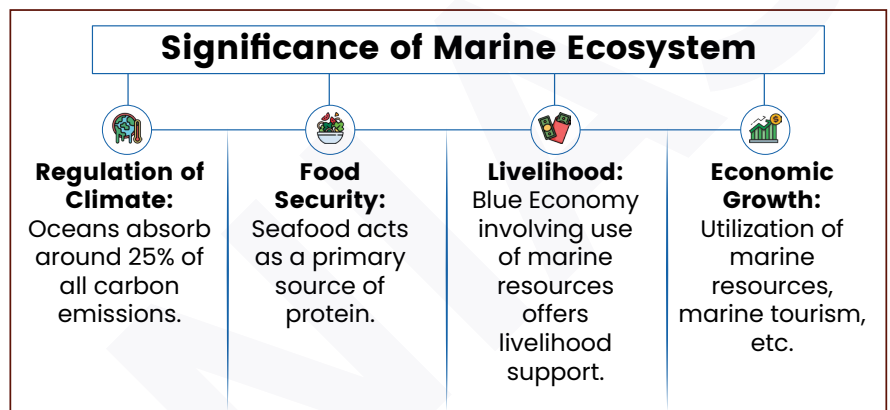 Significance of Marine Ecosystem
Regulation of
Climate:
Oceans absorb
around 25% of
all carbon
emissions.
Food
Security:
Seafood acts
as a primary
source of
protein.
Livelihood:
Blue Economy
involving use
of marine
resources
offers
livelihood
support.
Economic
Growth:
Utilization of
marine
resources,
marine tourism,
etc.